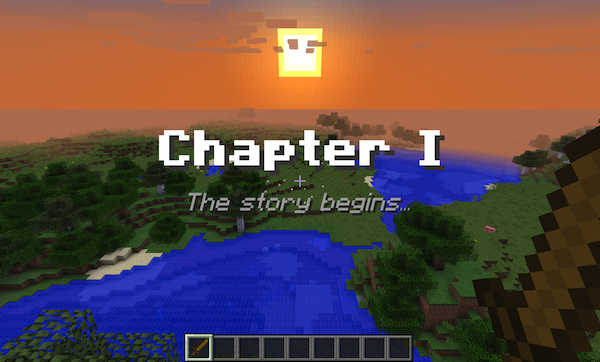 Chapter I
The story begins...